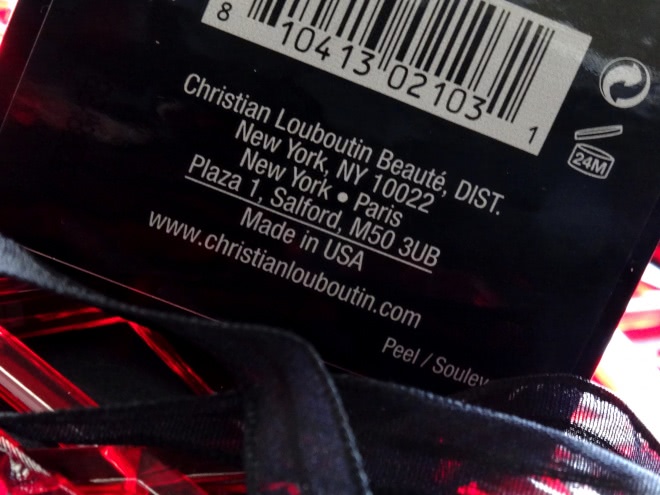 8 10413 02103 1
24M
Christian Louboutin Beauté, DIST.
New York, NY 10022
New York • Paris
Plaza 1, Salford, M50 3UB
Made in USA
www.christianlouboutin.com
Peel / Soulev